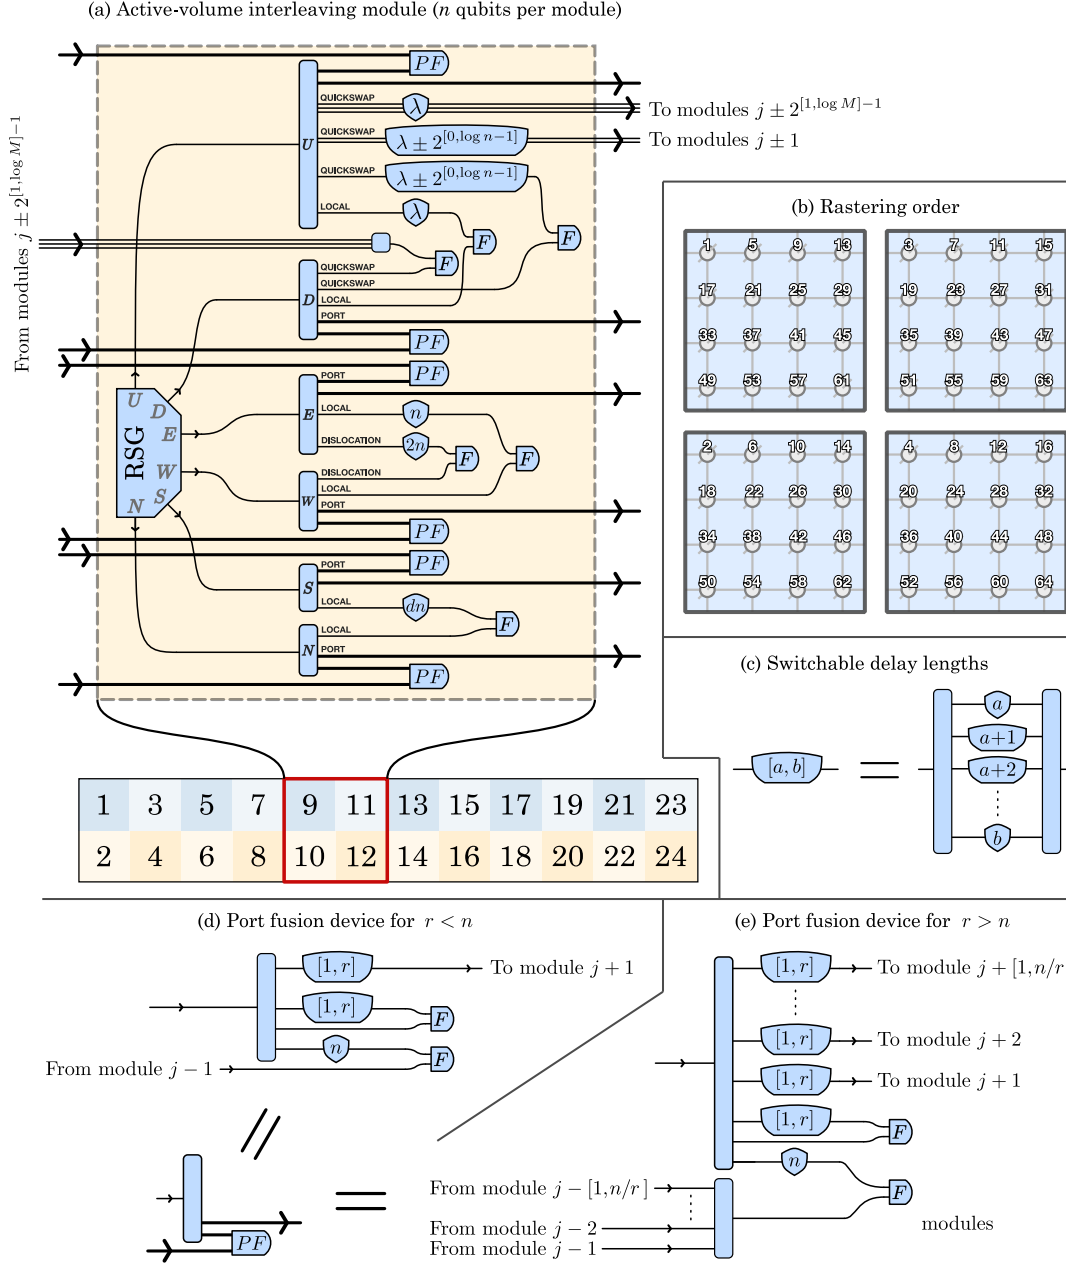 (a) Active-volume interleaving module (n qubits per module)
PF
QUICKSWAP
λ
To modules j ± 2^{[1,log M]−1}
QUICKSWAP
λ ± 2^{[0,log n−1]}
To modules j ± 1
U
QUICKSWAP
λ ± 2^{[0,log n−1]}
LOCAL
λ
F
F
From modules j ± 2^{[1,log M]−1}
F
QUICKSWAP
QUICKSWAP
D
LOCAL
PORT
PF
PF
PORT
E
LOCAL
n
DISLOCATION
2n
F
F
DISLOCATION
W
LOCAL
PORT
PF
PF
PORT
S
LOCAL
dn
F
LOCAL
N
PORT
PF
RSG
U
D
E
W
S
N
1 3 5 7 9 11 13 15 17 19 21 23
2 4 6 8 10 12 14 16 18 20 22 24
(b) Rastering order
1 5 9 13 3 7 11 15
17 21 25 29 19 23 27 31
33 37 41 45 35 39 43 47
49 53 57 61 51 55 59 63
2 6 10 14 4 8 12 16
18 22 26 30 20 24 28 32
34 38 42 46 36 40 44 48
50 54 58 62 52 56 60 64
(c) Switchable delay lengths
[a, b]
=
a
a+1
a+2
b
(d) Port fusion device for r < n
[1, r]
To module j + 1
[1, r]
F
n
F
From module j − 1
=
PF
=
(e) Port fusion device for r > n
[1, r]
To module j + [1, n/r
[1, r]
To module j + 2
[1, r]
To module j + 1
[1, r]
F
n
F
From module j − [1, n/r ]
From module j − 2
From module j − 1
modules